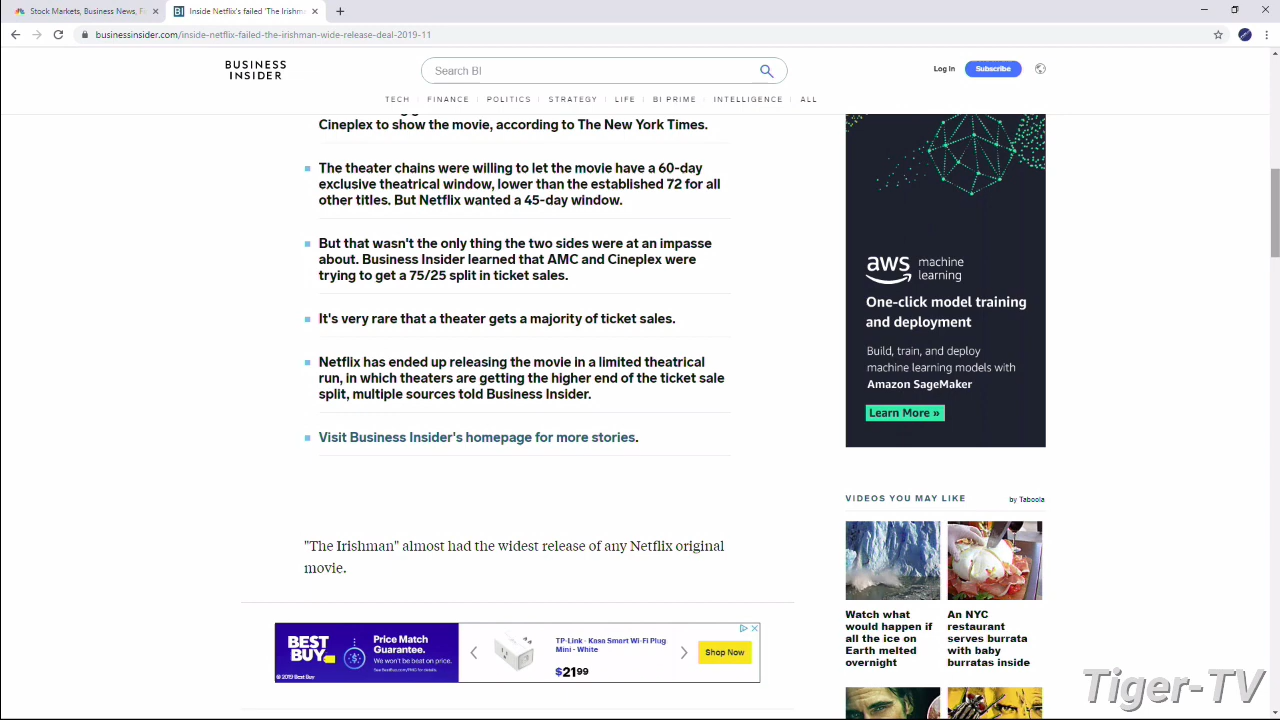 Stock Markets, Business News, F
Inside Netflix's failed 'The Irishm
businessinsider.com/inside-netflix-failed-the-irishman-wide-release-deal-2019-11
BUSINESS
INSIDER
Search BI
Log In
Subscribe
TECH
FINANCE
POLITICS
STRATEGY
LIFE
BI PRIME
INTELLIGENCE
ALL
Cineplex to show the movie, according to The New York Times.
The theater chains were willing to let the movie have a 60-day
exclusive theatrical window, lower than the established 72 for all
other titles. But Netflix wanted a 45-day window.
But that wasn't the only thing the two sides were at an impasse
about. Business Insider learned that AMC and Cineplex were
trying to get a 75/25 split in ticket sales.
It's very rare that a theater gets a majority of ticket sales.
Netflix has ended up releasing the movie in a limited theatrical
run, in which theaters are getting the higher end of the ticket sale
split, multiple sources told Business Insider.
Visit Business Insider's homepage for more stories.
"The Irishman" almost had the widest release of any Netflix original
movie.
BEST
BUY
Price Match
Guarantee.
We won't be beat on price.
See BestBuy.com/PMG for details.
© 2019 Best Buy
TP-Link - Kasa Smart Wi-Fi Plug
Mini - White
$21.99
Shop Now
aws machine
learning
One-click model training
and deployment
Build, train, and deploy
machine learning models with
Amazon SageMaker
Learn More »
VIDEOS YOU MAY LIKE
by Taboola
Watch what
would happen if
all the ice on
Earth melted
overnight
An NYC
restaurant
serves burrata
with baby
burratas inside
Tiger-TV